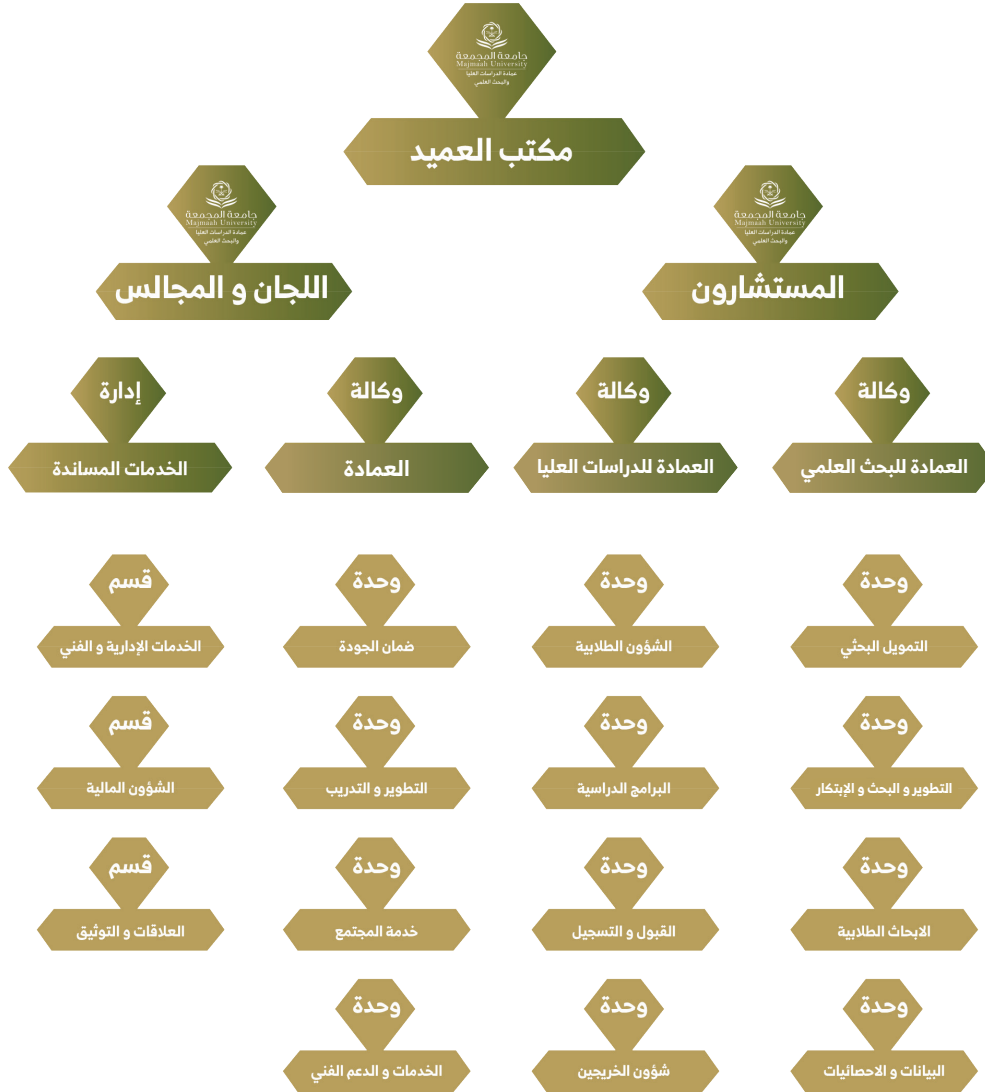 جامعة المجمعة
Majmaah University
عمادة الدراسات العليا
والبحث العلمي
مكتب العميد
جامعة المجمعة
Majmaah University
عمادة الدراسات العليا
والبحث العلمي
المستشارون
جامعة المجمعة
Majmaah University
عمادة الدراسات العليا
والبحث العلمي
اللجان و المجالس
وكالة
العمادة للبحث العلمي
وكالة
العمادة للدراسات العليا
وكالة
العمادة
إدارة
الخدمات المساندة
وحدة
التمويل البحثي
وحدة
الشؤون الطلابية
وحدة
ضمان الجودة
قسم
الخدمات الإدارية و الفني
وحدة
التطوير و البحث و الإبتكار
وحدة
البرامج الدراسية
وحدة
التطوير و التدريب
قسم
الشؤون المالية
وحدة
الابحاث الطلابية
وحدة
القبول و التسجيل
وحدة
خدمة المجتمع
قسم
العلاقات و التوثيق
وحدة
البيانات و الاحصائيات
وحدة
شؤون الخريجين
وحدة
الخدمات و الدعم الفني